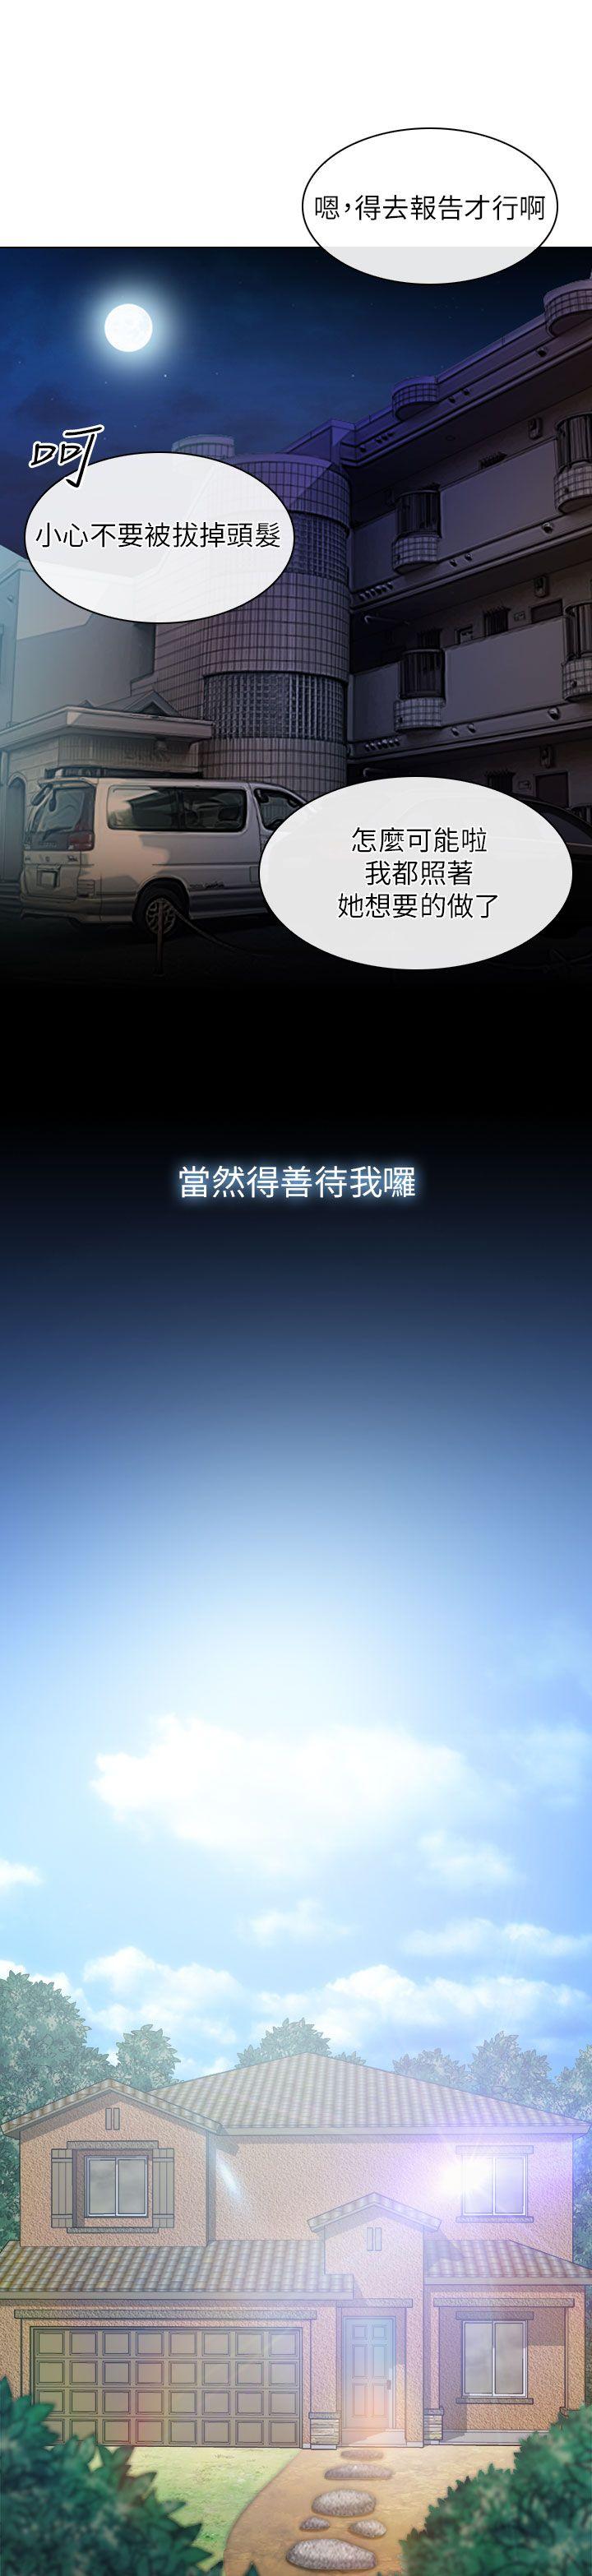 嗯，得去報告才行啊
呵
小心不要被拔掉頭髮
怎麼可能啦
我都照著
她想要的做了
當然得善待我囉